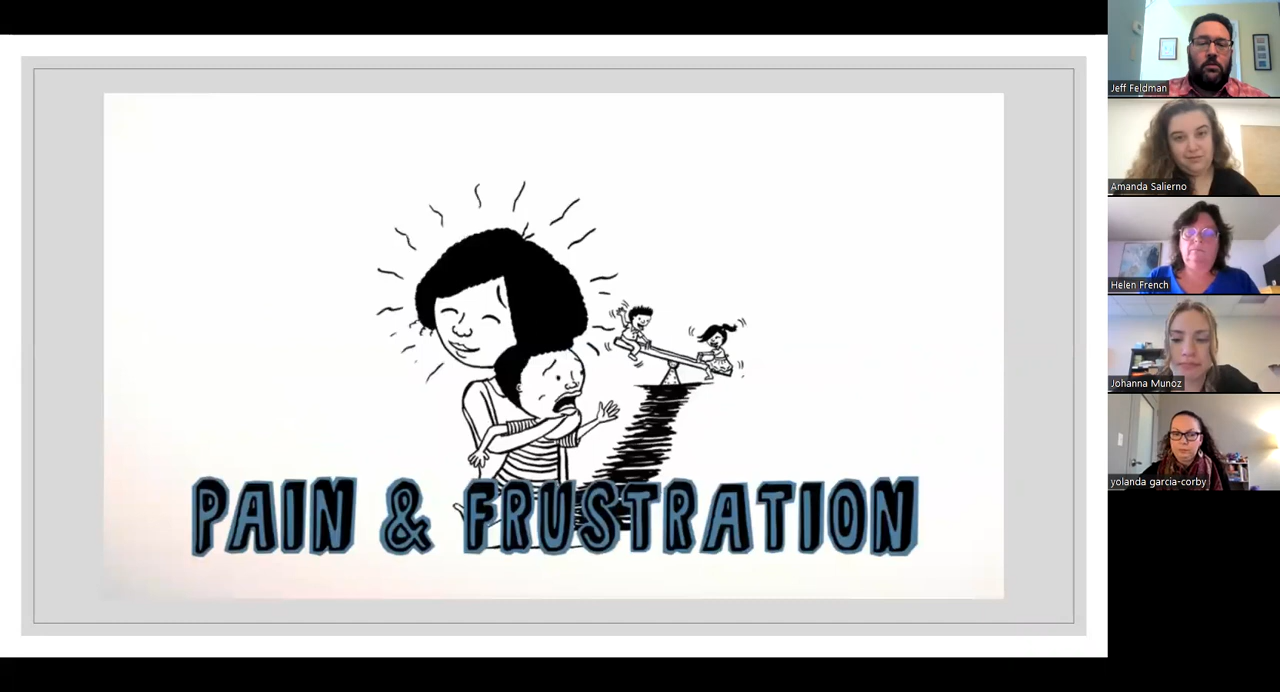 PAIN & FRUSTRATION
Jeff Feldman
Amanda Salierno
Helen French
Johanna Munoz
yolanda garcia-corby